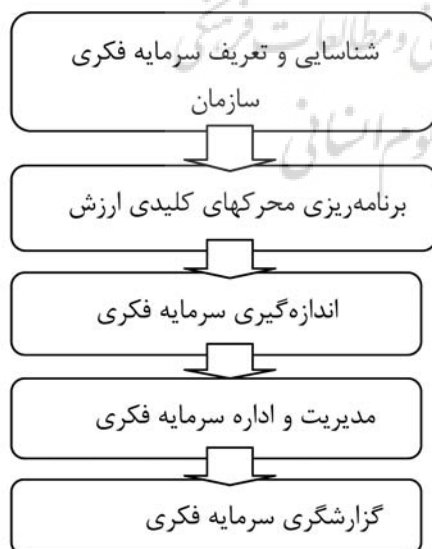 شناسایی و تعریف سرمایه فکری
سازمان
برنامه‌ریزی محرکهای کلیدی ارزش
اندازه‌گیری سرمایه فکری
مدیریت و اداره سرمایه فکری
گزارشگری سرمایه فکری